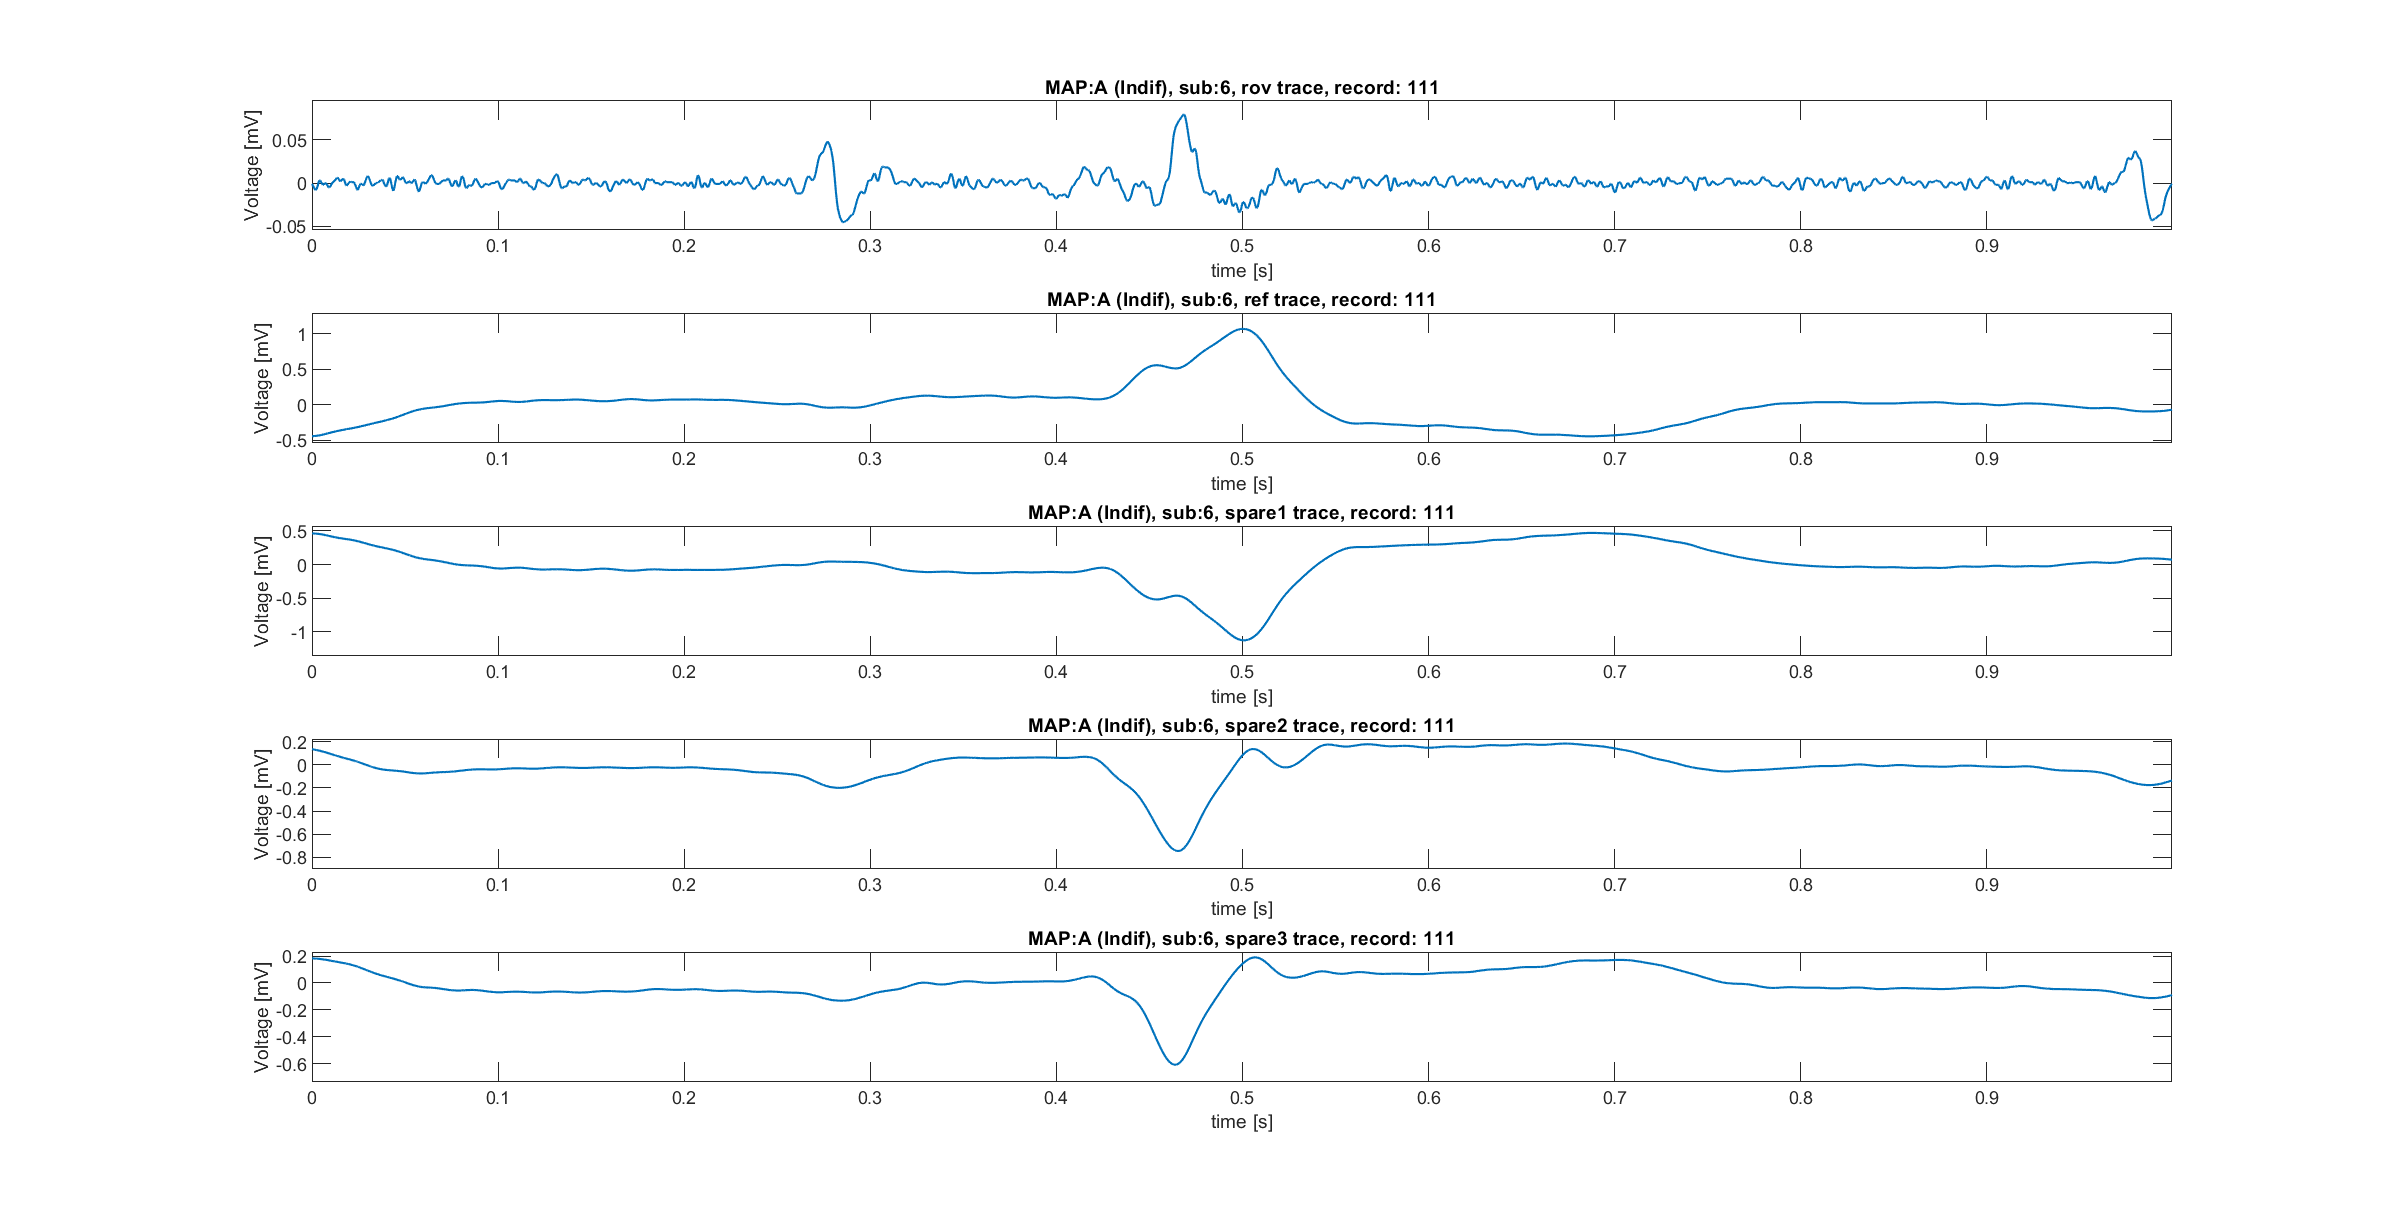 MAP:A (Indif), sub:6, rov trace, record: 111
Voltage [mV]
0.05
0
-0.05
0 0.1 0.2 0.3 0.4 0.5 0.6 0.7 0.8 0.9
time [s]
MAP:A (Indif), sub:6, ref trace, record: 111
Voltage [mV]
1
0.5
0
-0.5
0 0.1 0.2 0.3 0.4 0.5 0.6 0.7 0.8 0.9
time [s]
MAP:A (Indif), sub:6, spare1 trace, record: 111
Voltage [mV]
0.5
0
-0.5
-1
0 0.1 0.2 0.3 0.4 0.5 0.6 0.7 0.8 0.9
time [s]
MAP:A (Indif), sub:6, spare2 trace, record: 111
Voltage [mV]
0.2
0
-0.2
-0.4
-0.6
-0.8
0 0.1 0.2 0.3 0.4 0.5 0.6 0.7 0.8 0.9
time [s]
MAP:A (Indif), sub:6, spare3 trace, record: 111
Voltage [mV]
0.2
0
-0.2
-0.4
-0.6
0 0.1 0.2 0.3 0.4 0.5 0.6 0.7 0.8 0.9
time [s]